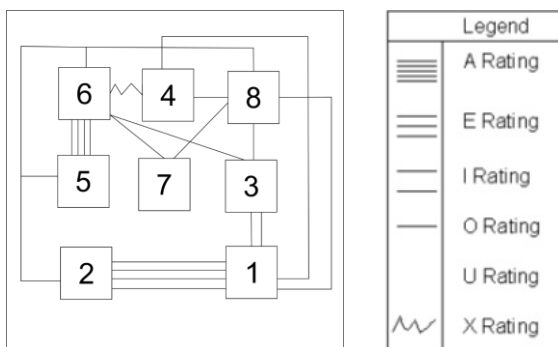 6 4 8
5 7 3
2 1
Legend
A Rating
E Rating
I Rating
O Rating
U Rating
X Rating